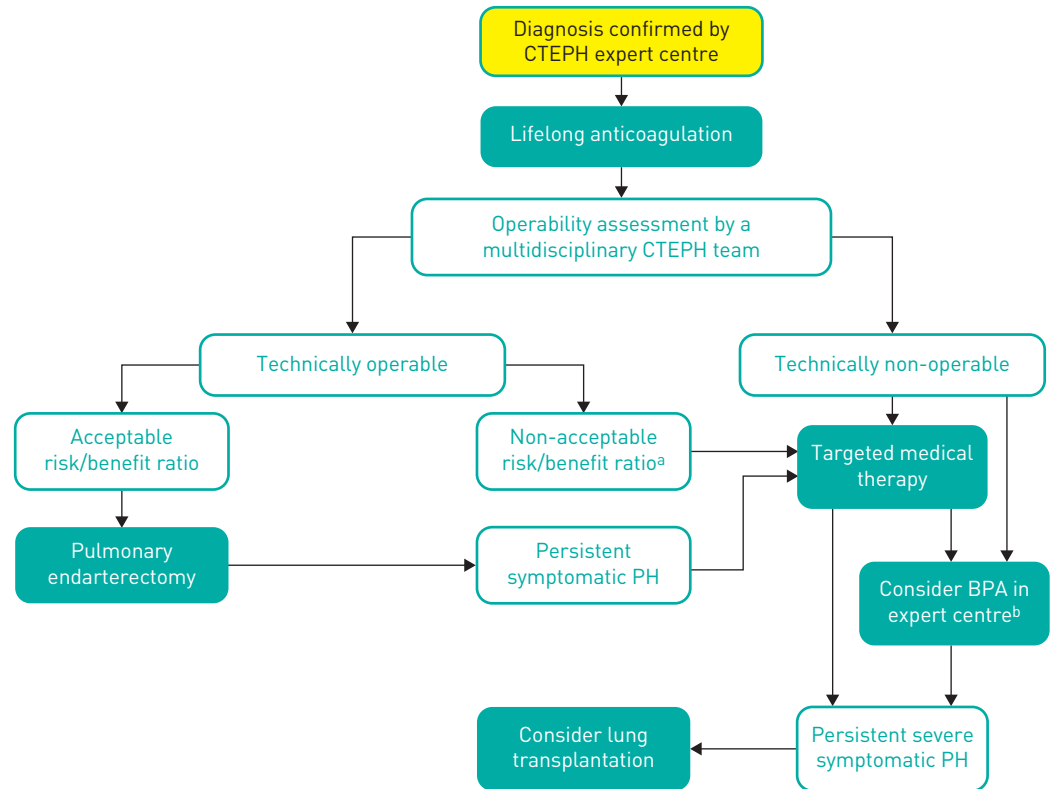 Diagnosis confirmed by
CTEPH expert centre
Lifelong anticoagulation
Operability assessment by a
multidisciplinary CTEPH team
Technically operable
Technically non-operable
Acceptable
risk/benefit ratio
Non-acceptable
risk/benefit ratioᵃ
Targeted medical
therapy
Pulmonary
endarterectomy
Persistent
symptomatic PH
Consider BPA in
expert centreᵇ
Consider lung
transplantation
Persistent severe
symptomatic PH